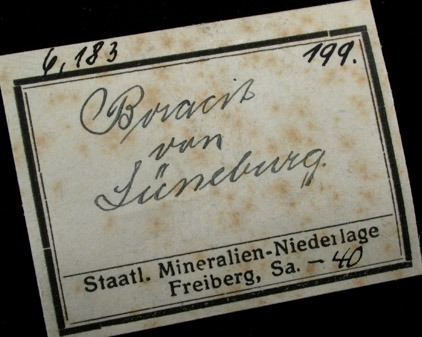 6,183 199.
Boracit
von
Lüneburg.
Staatl. Mineralien-Niederlage
Freiberg, Sa. – 40